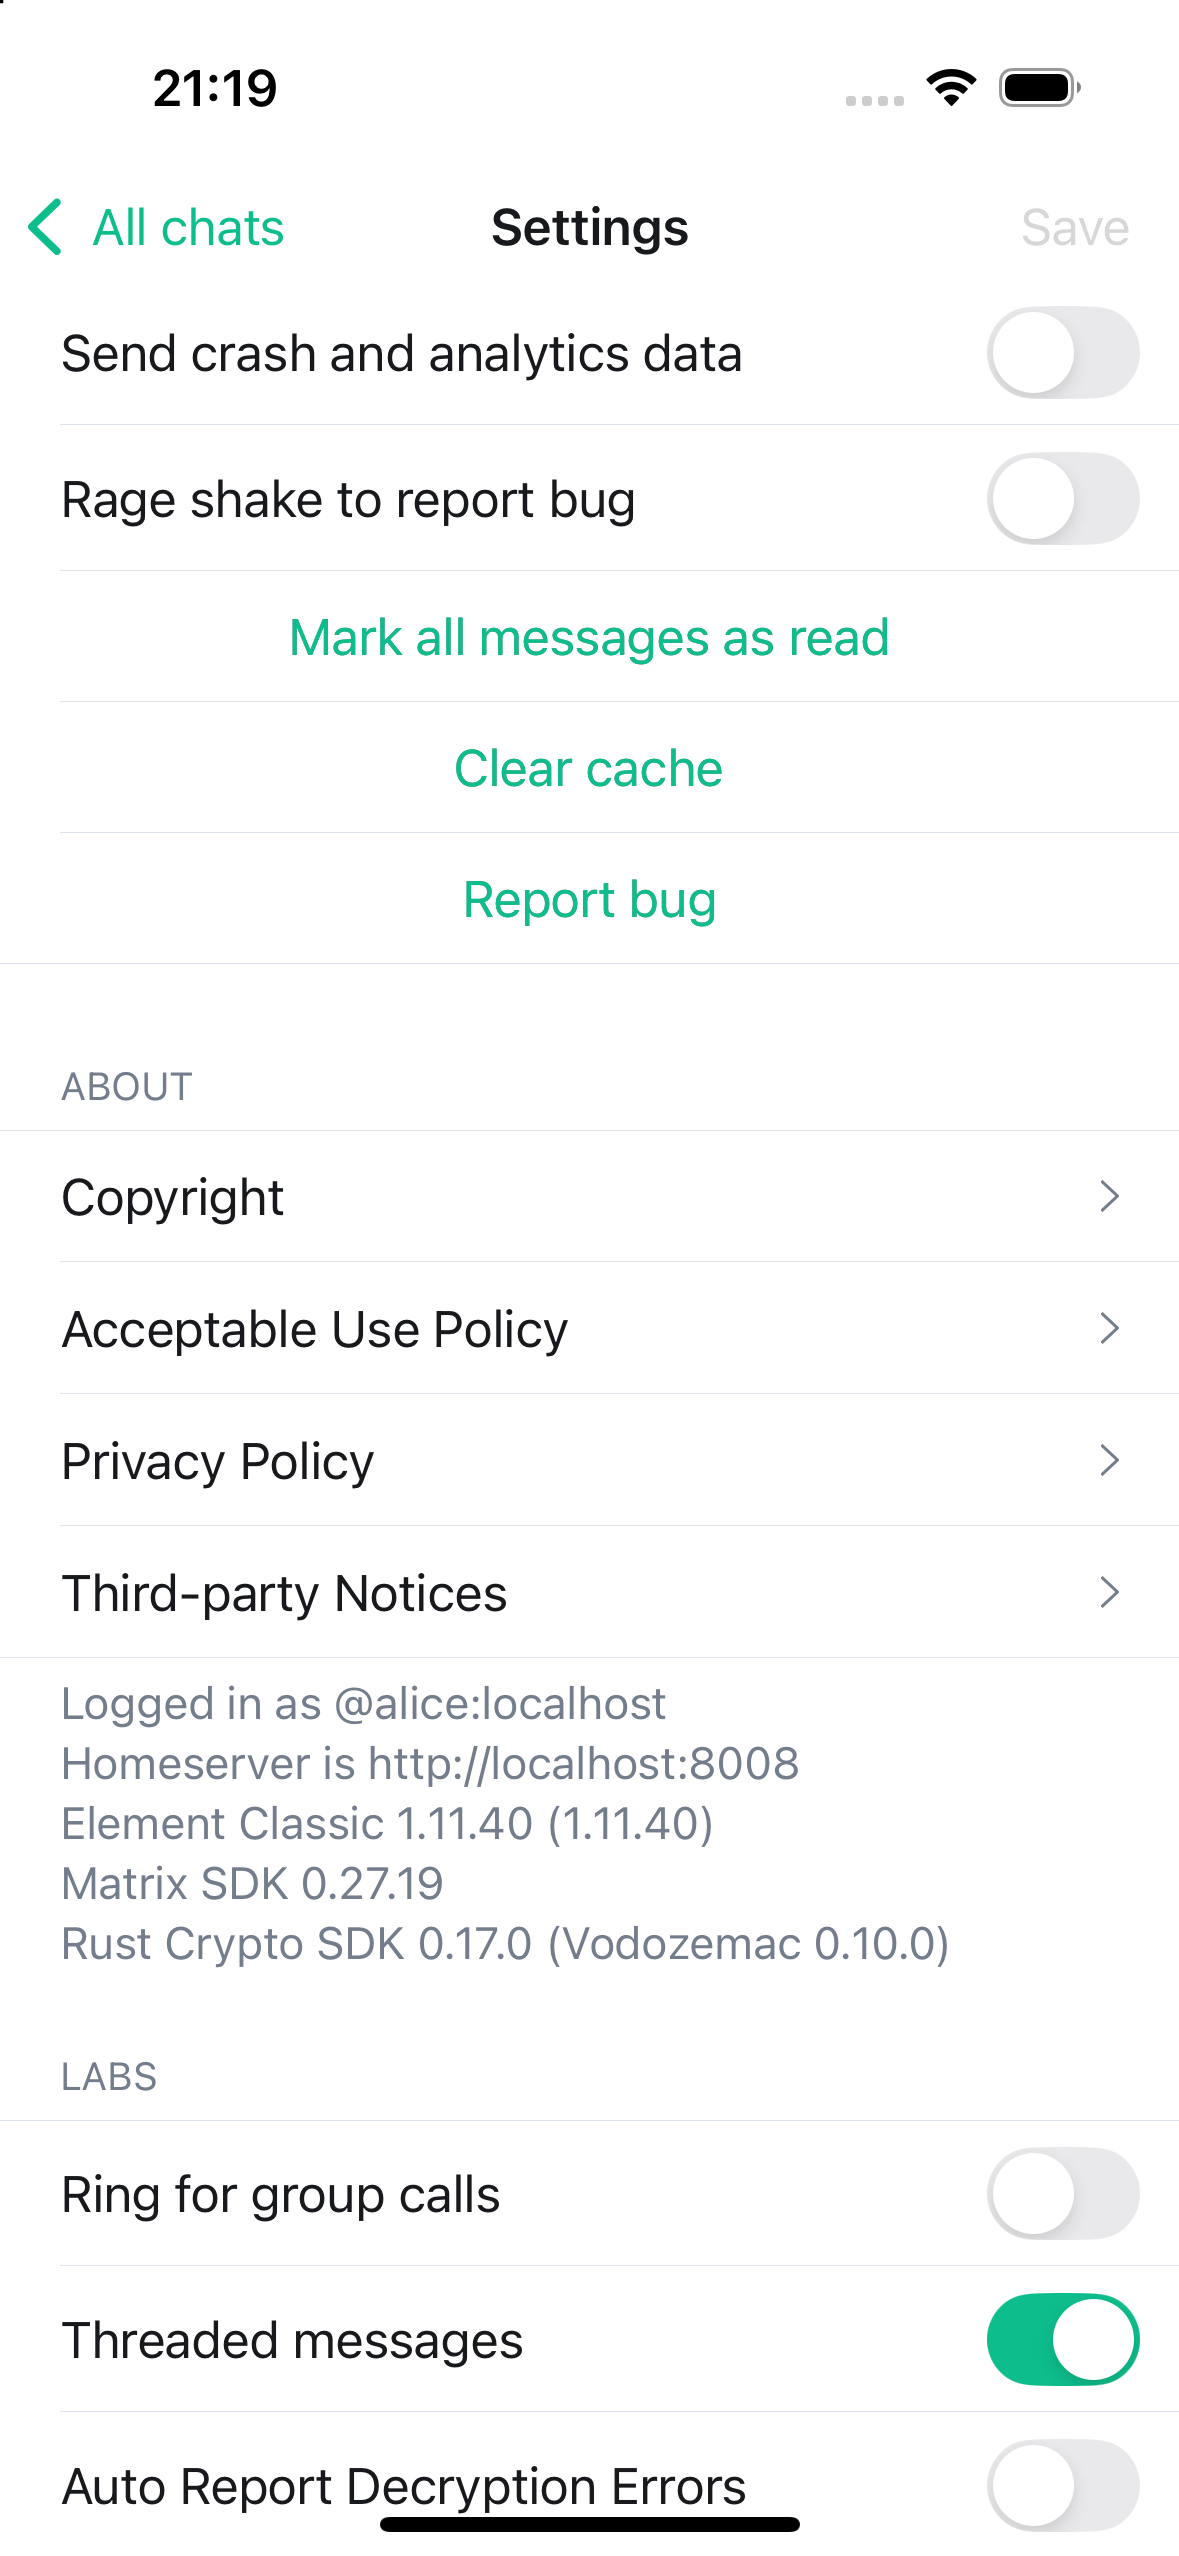 21:19
All chats
Settings
Save
Send crash and analytics data
Rage shake to report bug
Mark all messages as read
Clear cache
Report bug
ABOUT
Copyright
Acceptable Use Policy
Privacy Policy
Third-party Notices
Logged in as @alice:localhost
Homeserver is http://localhost:8008
Element Classic 1.11.40 (1.11.40)
Matrix SDK 0.27.19
Rust Crypto SDK 0.17.0 (Vodozemac 0.10.0)
LABS
Ring for group calls
Threaded messages
Auto Report Decryption Errors